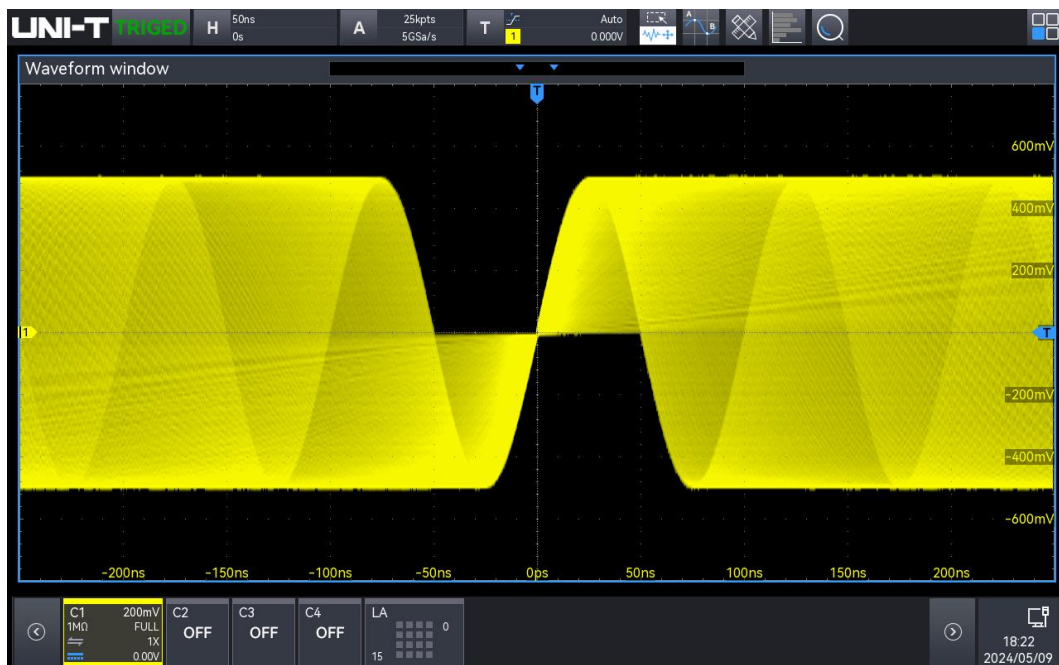 UNI-T TRIGED H 50ns A 25kpts T Auto
0s 5GSa/s 1 0.000V
A B
Waveform window
T
600mV
400mV
200mV
1 T
-200mV
-400mV
-600mV
-200ns -150ns -100ns -50ns 0ps 50ns 100ns 150ns 200ns
C1 200mV C2 C3 C4 LA
1MΩ FULL OFF OFF OFF 0
1X
0.00V 15
18:22
2024/05/09